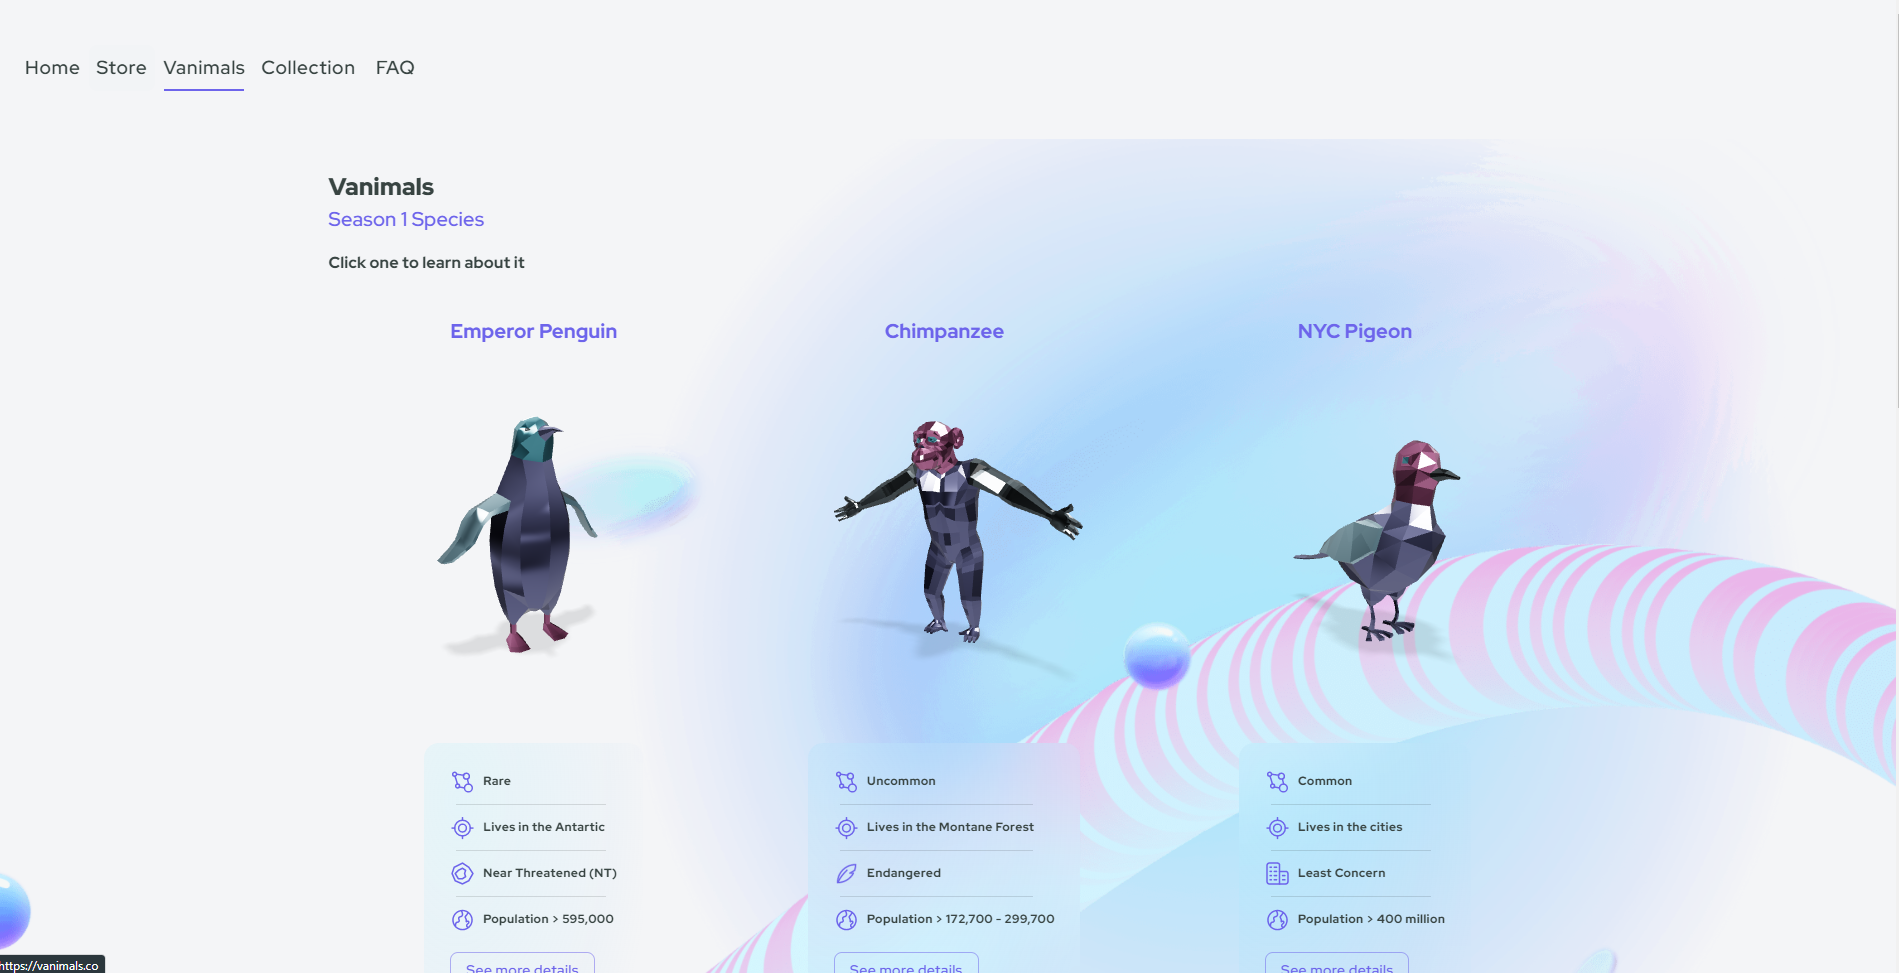 Home Store Vanimals Collection FAQ
Vanimals
Season 1 Species
Click one to learn about it
Emperor Penguin
Chimpanzee
NYC Pigeon
Rare
Lives in the Antartic
Near Threatened (NT)
Population > 595,000
See more details
Uncommon
Lives in the Montane Forest
Endangered
Population > 172,700 - 299,700
See more details
Common
Lives in the cities
Least Concern
Population > 400 million
See more details
https://vanimals.co